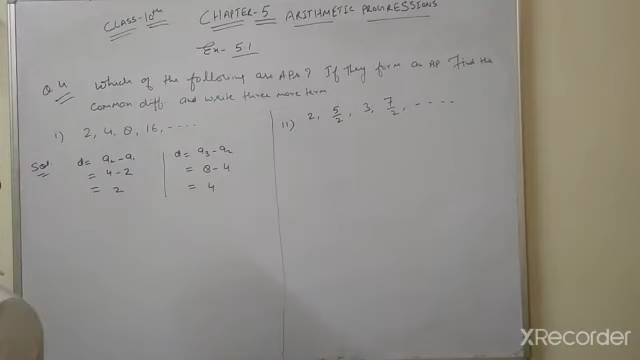 CLASS-10th CHAPTER-5 ARITHMETIC PROGRESSIONS
Ex- 5.1
Q 4 Which of the following are APs? If They form an AP Find the
common diff and write three more term
i) 2, 4, 8, 16, ....
ii) 2, 5/2, 3, 7/2, - - - -
Sol: d = a2 - a1
= 4 - 2
= 2
d = a3 - a2
= 8 - 4
= 4
XRecorder